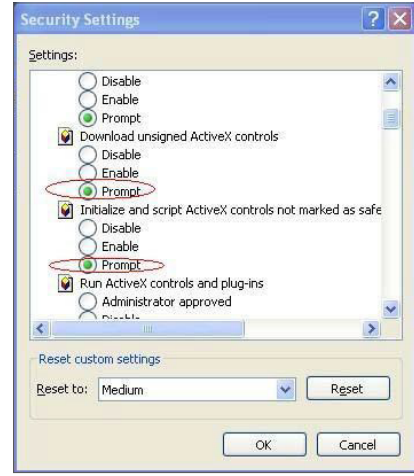 Security Settings
Settings:
Disable
Enable
Prompt
Download unsigned ActiveX controls
Disable
Enable
Prompt
Initialize and script ActiveX controls not marked as safe
Disable
Enable
Prompt
Run ActiveX controls and plug-ins
Administrator approved
Disable
Reset custom settings
Reset to: Medium Reset
OK Cancel